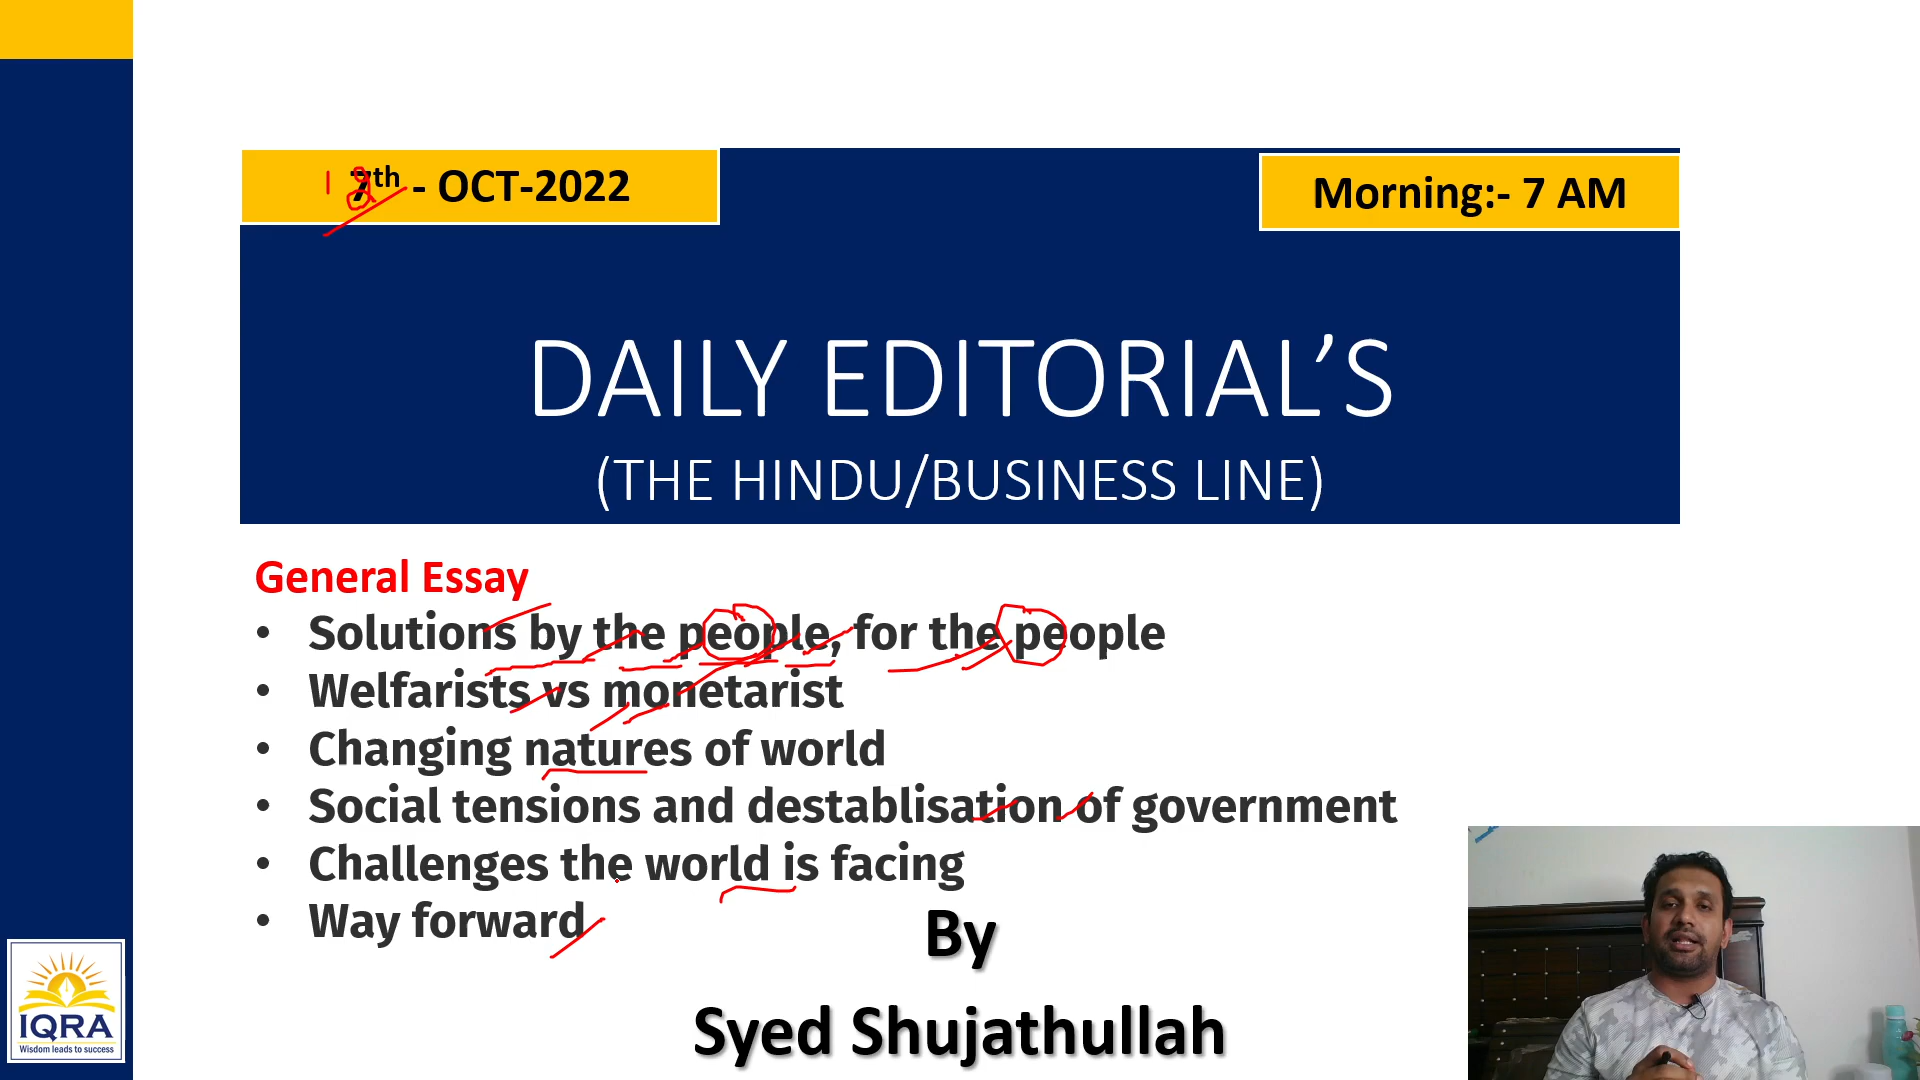 7th - OCT-2022
Morning:- 7 AM
DAILY EDITORIAL’S
(THE HINDU/BUSINESS LINE)
General Essay
• Solutions by the people, for the people
• Welfarists vs monetarist
• Changing natures of world
• Social tensions and destablisation of government
• Challenges the world is facing
• Way forward
By
Syed Shujathullah
IQRA
Wisdom leads to success